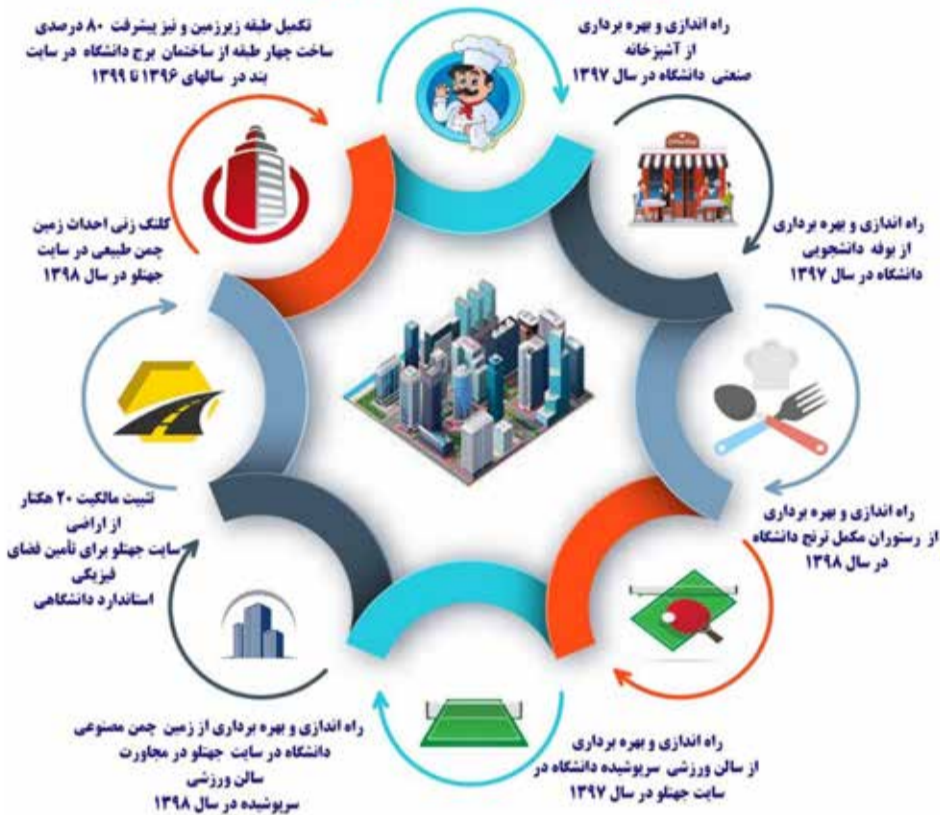 راه اندازی و بهره برداری
از آشپزخانه
صنعتی دانشگاه در سال ۱۳۹۷
راه اندازی و بهره برداری
از بوفه دانشجویی
دانشگاه در سال ۱۳۹۷
راه اندازی و بهره برداری
از رستوران مکمل ترنج دانشگاه
در سال ۱۳۹۸
راه اندازی و بهره برداری
از سالن ورزشی سرپوشیده دانشگاه در
سایت جهتلو در سال ۱۳۹۷
راه اندازی و بهره برداری از زمین چمن مصنوعی
دانشگاه در سایت جهتلو در مجاورت
سالن ورزشی
سرپوشیده در سال ۱۳۹۸
تثبیت مالکیت ۲۰ هکتار
از اراضی
سایت جهتلو برای تأمین فضای
فیزیکی
استاندارد دانشگاهی
کلنگ زنی احداث زمین
چمن طبیعی در سایت
جهتلو در سال ۱۳۹۸
تکمیل طبقه زیرزمین و نیز پیشرفت ۸۰ درصدی
ساخت چهار طبقه از ساختمان برج دانشگاه در سایت
بند در سالهای ۱۳۹۶ تا ۱۳۹۹